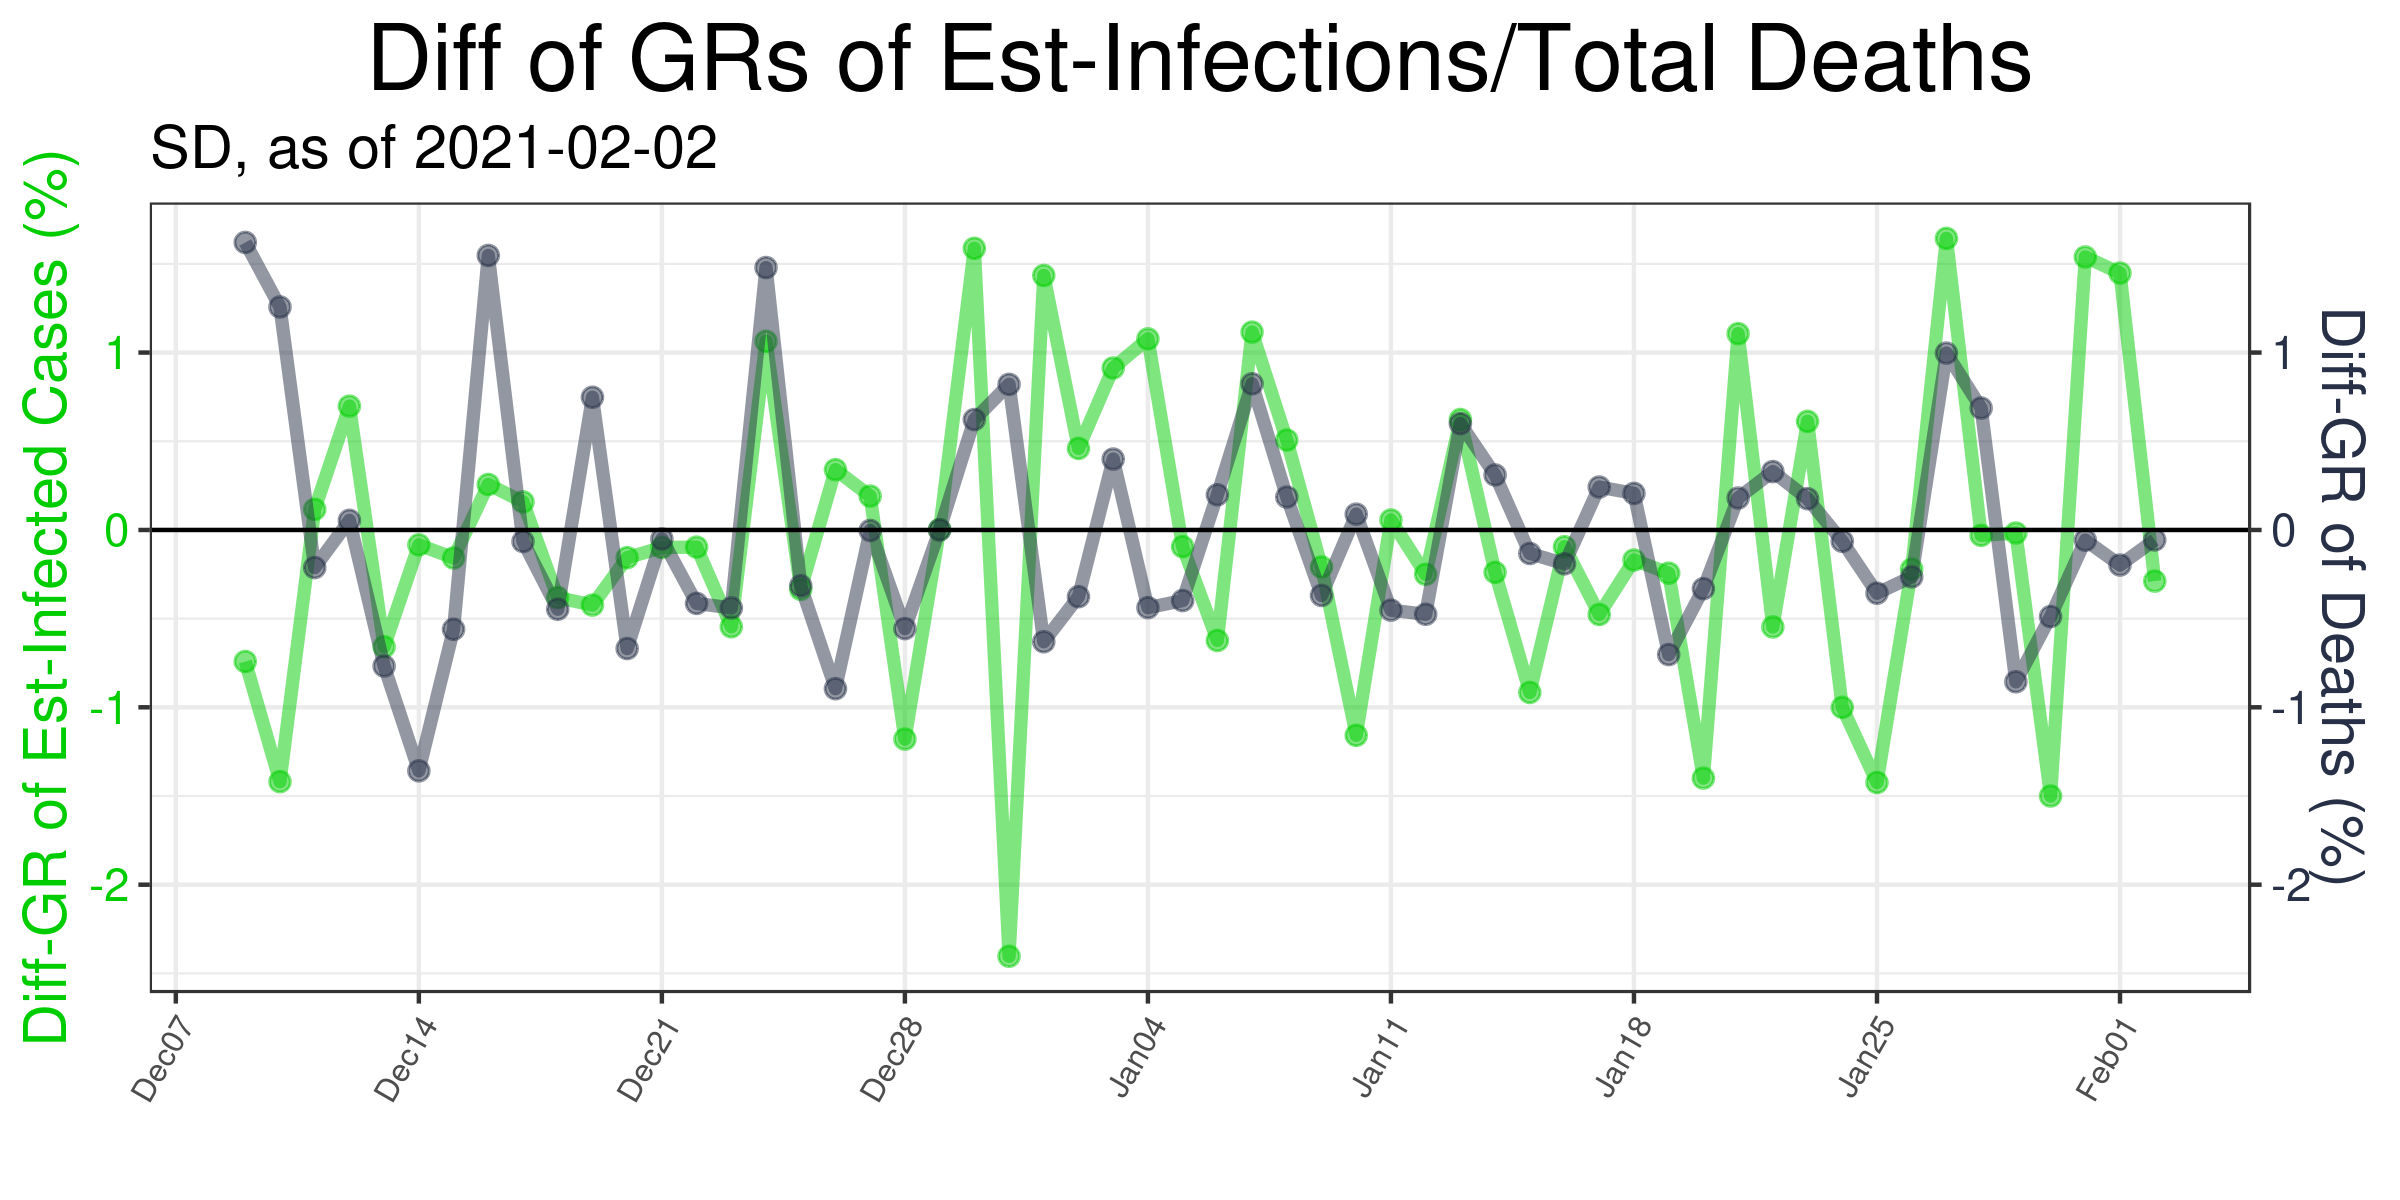 Diff of GRs of Est-Infections/Total Deaths
SD, as of 2021-02-02
Diff-GR of Est-Infected Cases (%)
1
0
-1
-2
1
0
-1
-2
Diff-GR of Deaths (%)
Dec07
Dec14
Dec21
Dec28
Jan04
Jan11
Jan18
Jan25
Feb01